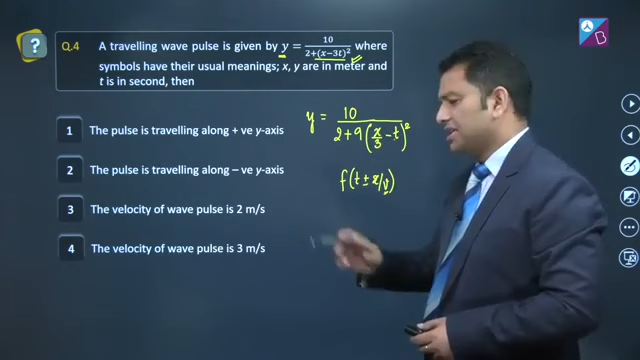 ?
Q.4 A travelling wave pulse is given by y = 10 / 2+(x−3t)² where
symbols have their usual meanings; x, y are in meter and
t is in second, then
1 The pulse is travelling along + ve y-axis
2 The pulse is travelling along – ve y-axis
3 The velocity of wave pulse is 2 m/s
4 The velocity of wave pulse is 3 m/s
y = 10 / 2+9(x/3 − t)²
f(t ± x/v)
B